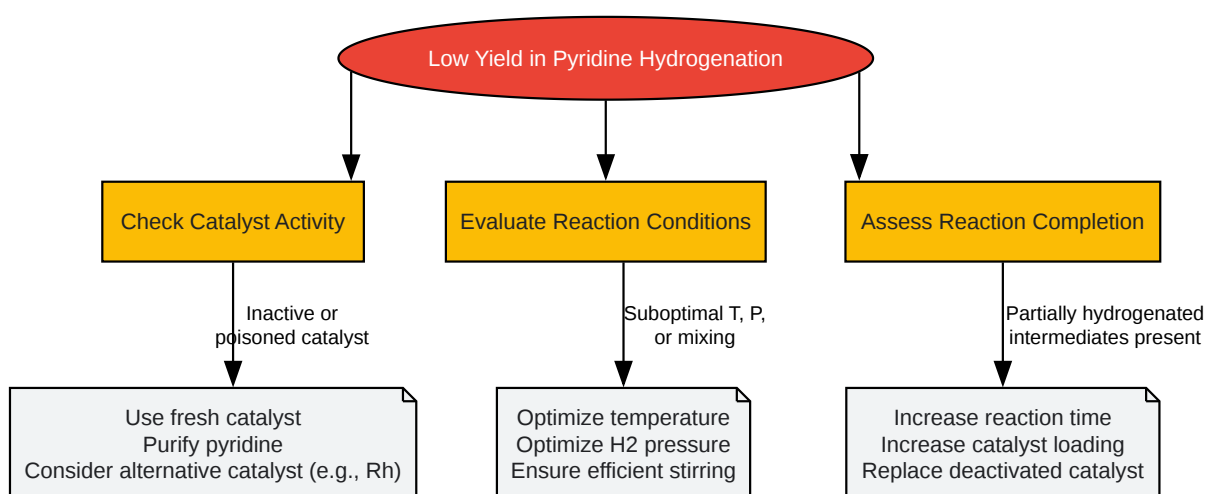 Low Yield in Pyridine Hydrogenation
Check Catalyst Activity
Evaluate Reaction Conditions
Assess Reaction Completion
Inactive or
poisoned catalyst
Suboptimal T, P,
or mixing
Partially hydrogenated
intermediates present
Use fresh catalyst
Purify pyridine
Consider alternative catalyst (e.g., Rh)
Optimize temperature
Optimize H2 pressure
Ensure efficient stirring
Increase reaction time
Increase catalyst loading
Replace deactivated catalyst